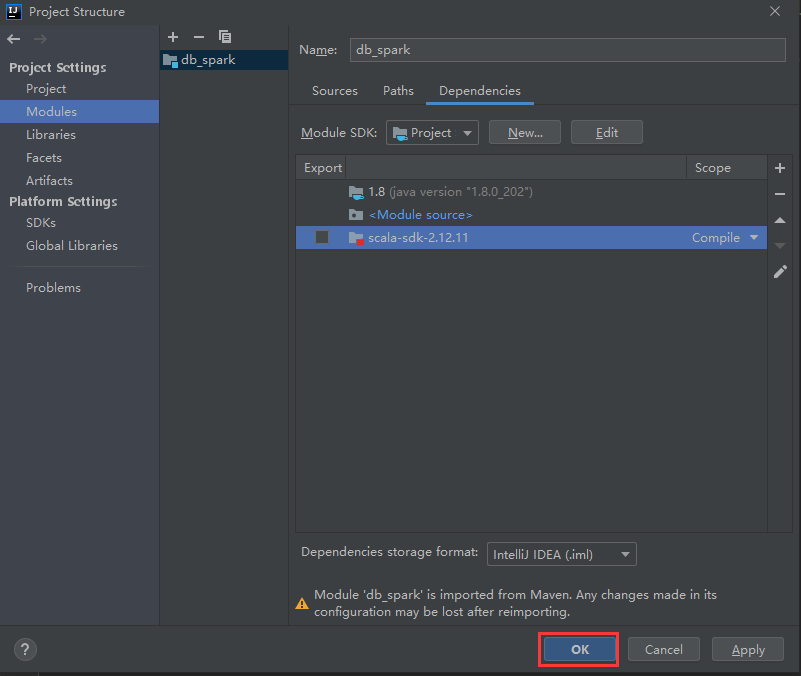 IJ Project Structure
Project Settings
Project
Modules
Libraries
Facets
Artifacts
Platform Settings
SDKs
Global Libraries
Problems
db_spark
Name: db_spark
Sources Paths Dependencies
Module SDK: Project New... Edit
Export Scope
1.8 (java version "1.8.0_202")
<Module source>
scala-sdk-2.12.11 Compile
Dependencies storage format: IntelliJ IDEA (.iml)
Module 'db_spark' is imported from Maven. Any changes made in its
configuration may be lost after reimporting.
? OK Cancel Apply